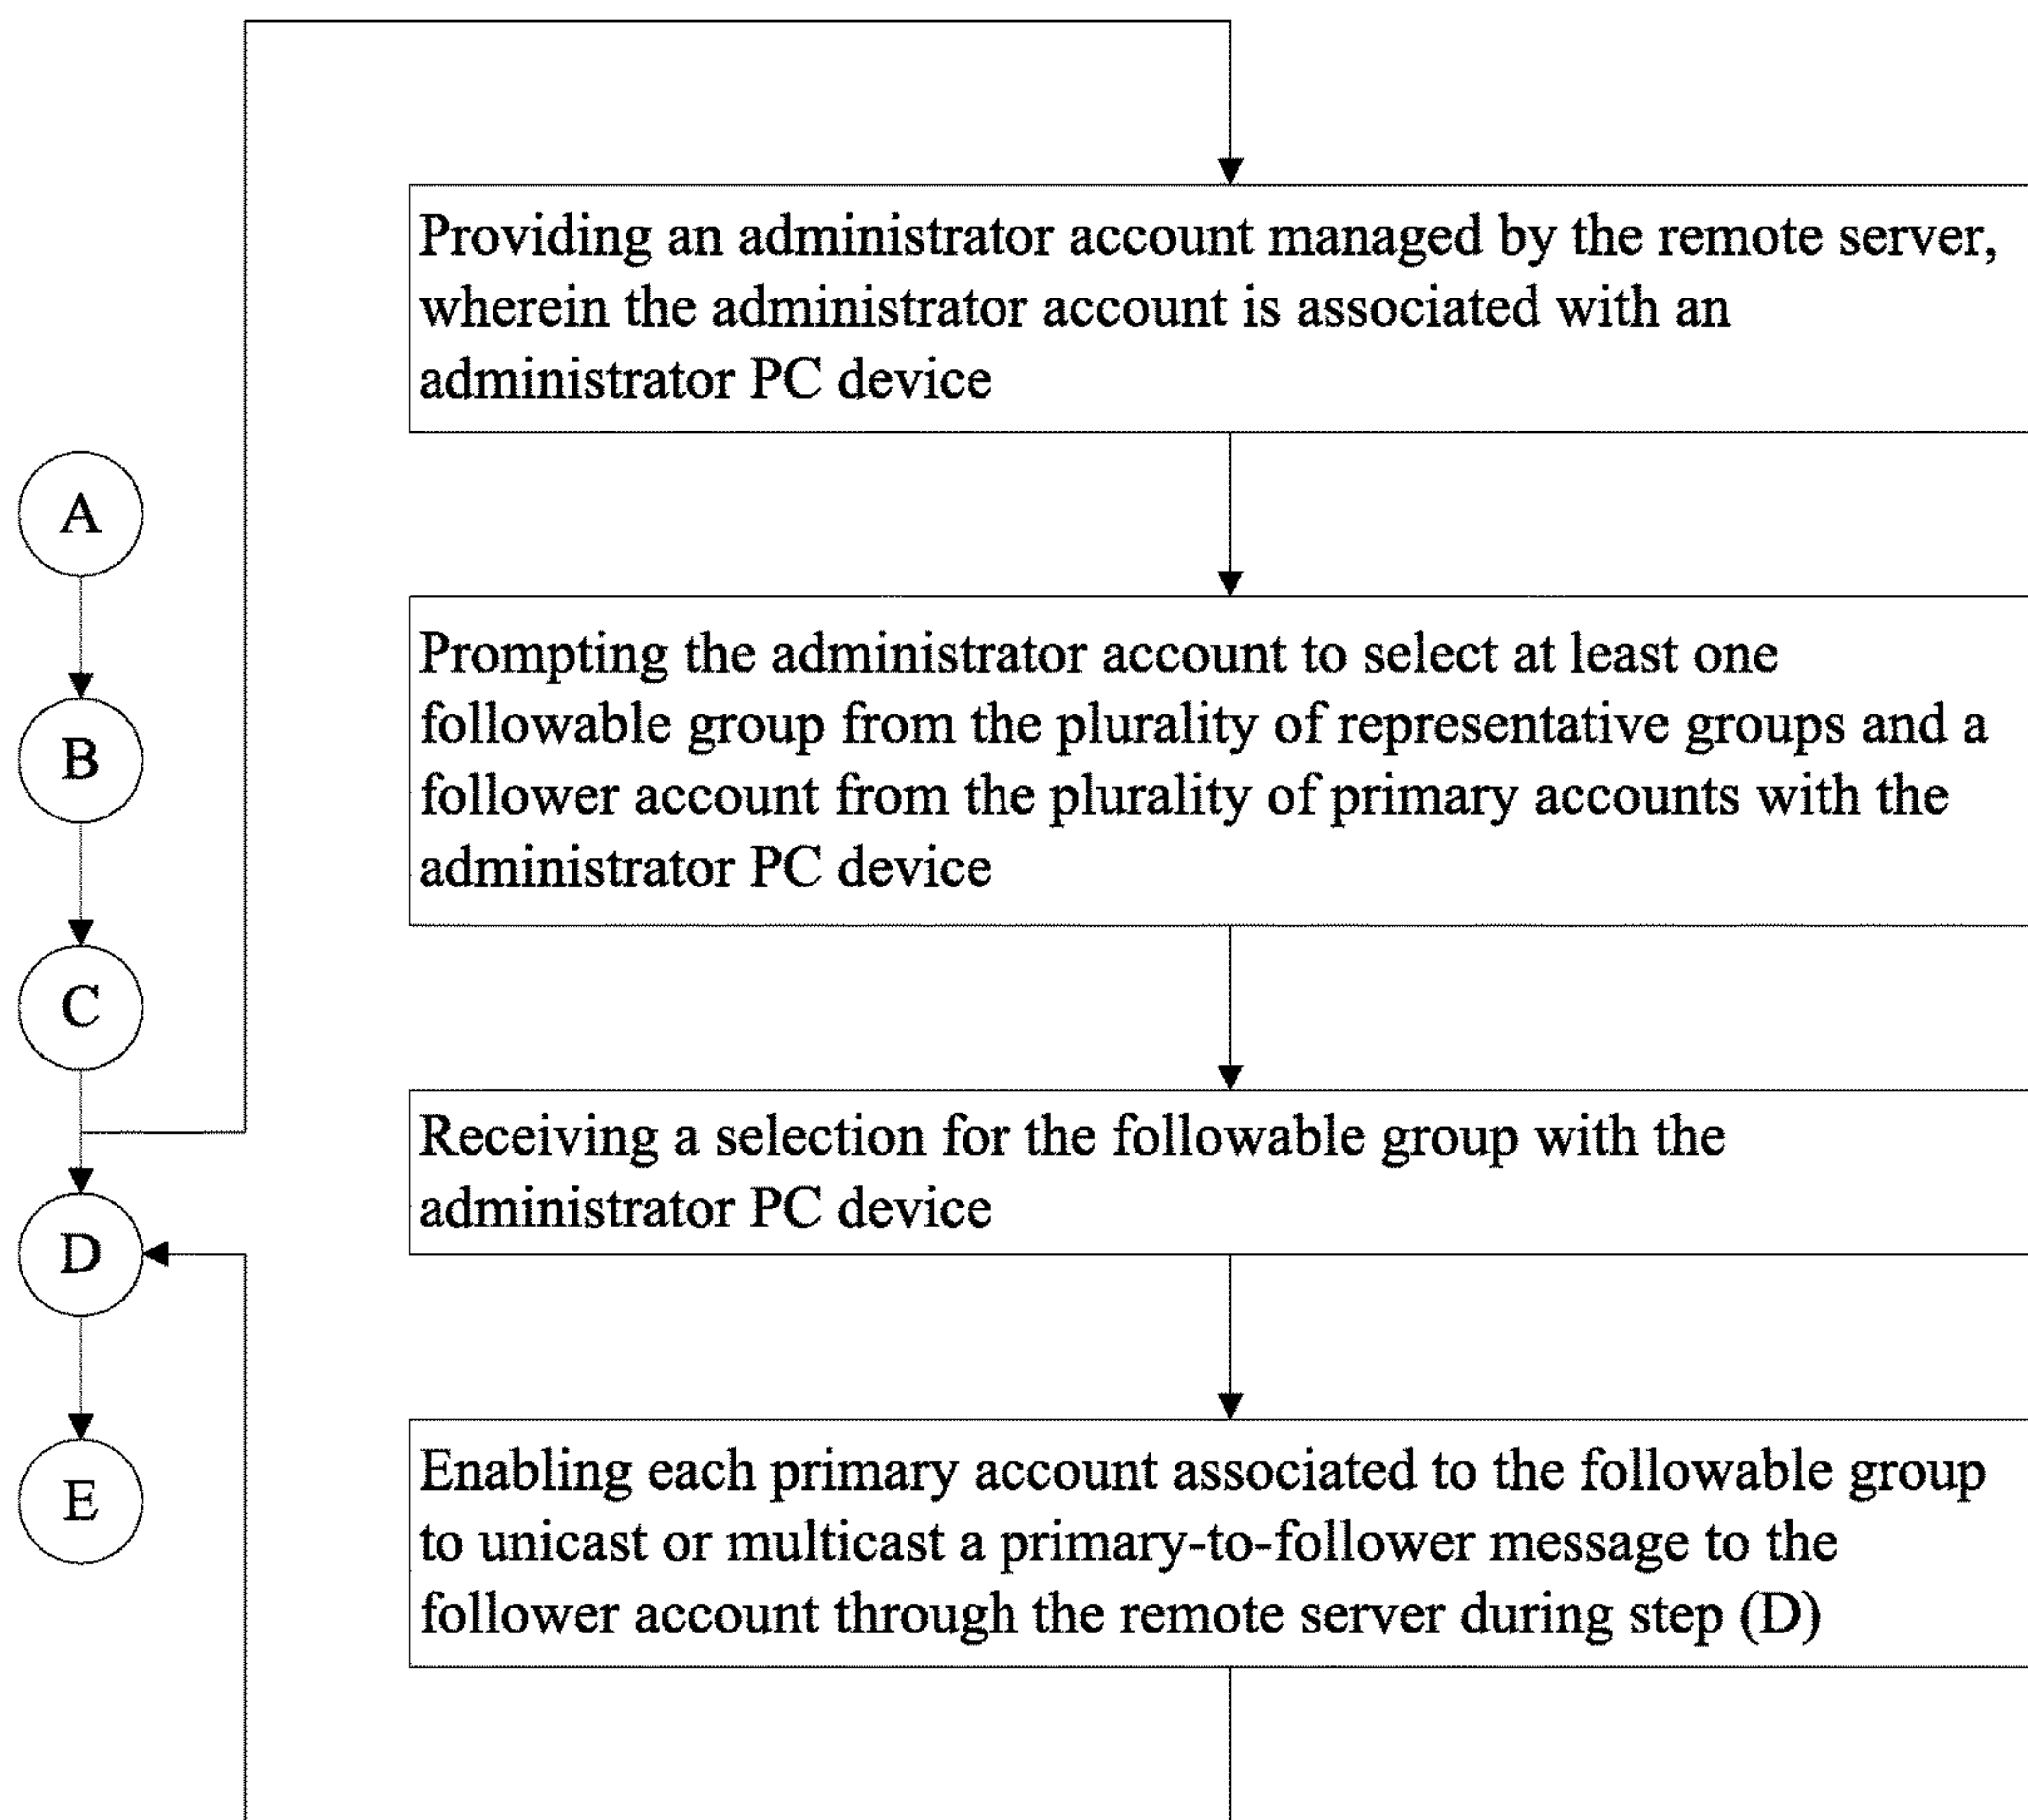 A
B
C
D
E
Providing an administrator account managed by the remote server,
wherein the administrator account is associated with an
administrator PC device
Prompting the administrator account to select at least one
followable group from the plurality of representative groups and a
follower account from the plurality of primary accounts with the
administrator PC device
Receiving a selection for the followable group with the
administrator PC device
Enabling each primary account associated to the followable group
to unicast or multicast a primary-to-follower message to the
follower account through the remote server during step (D)